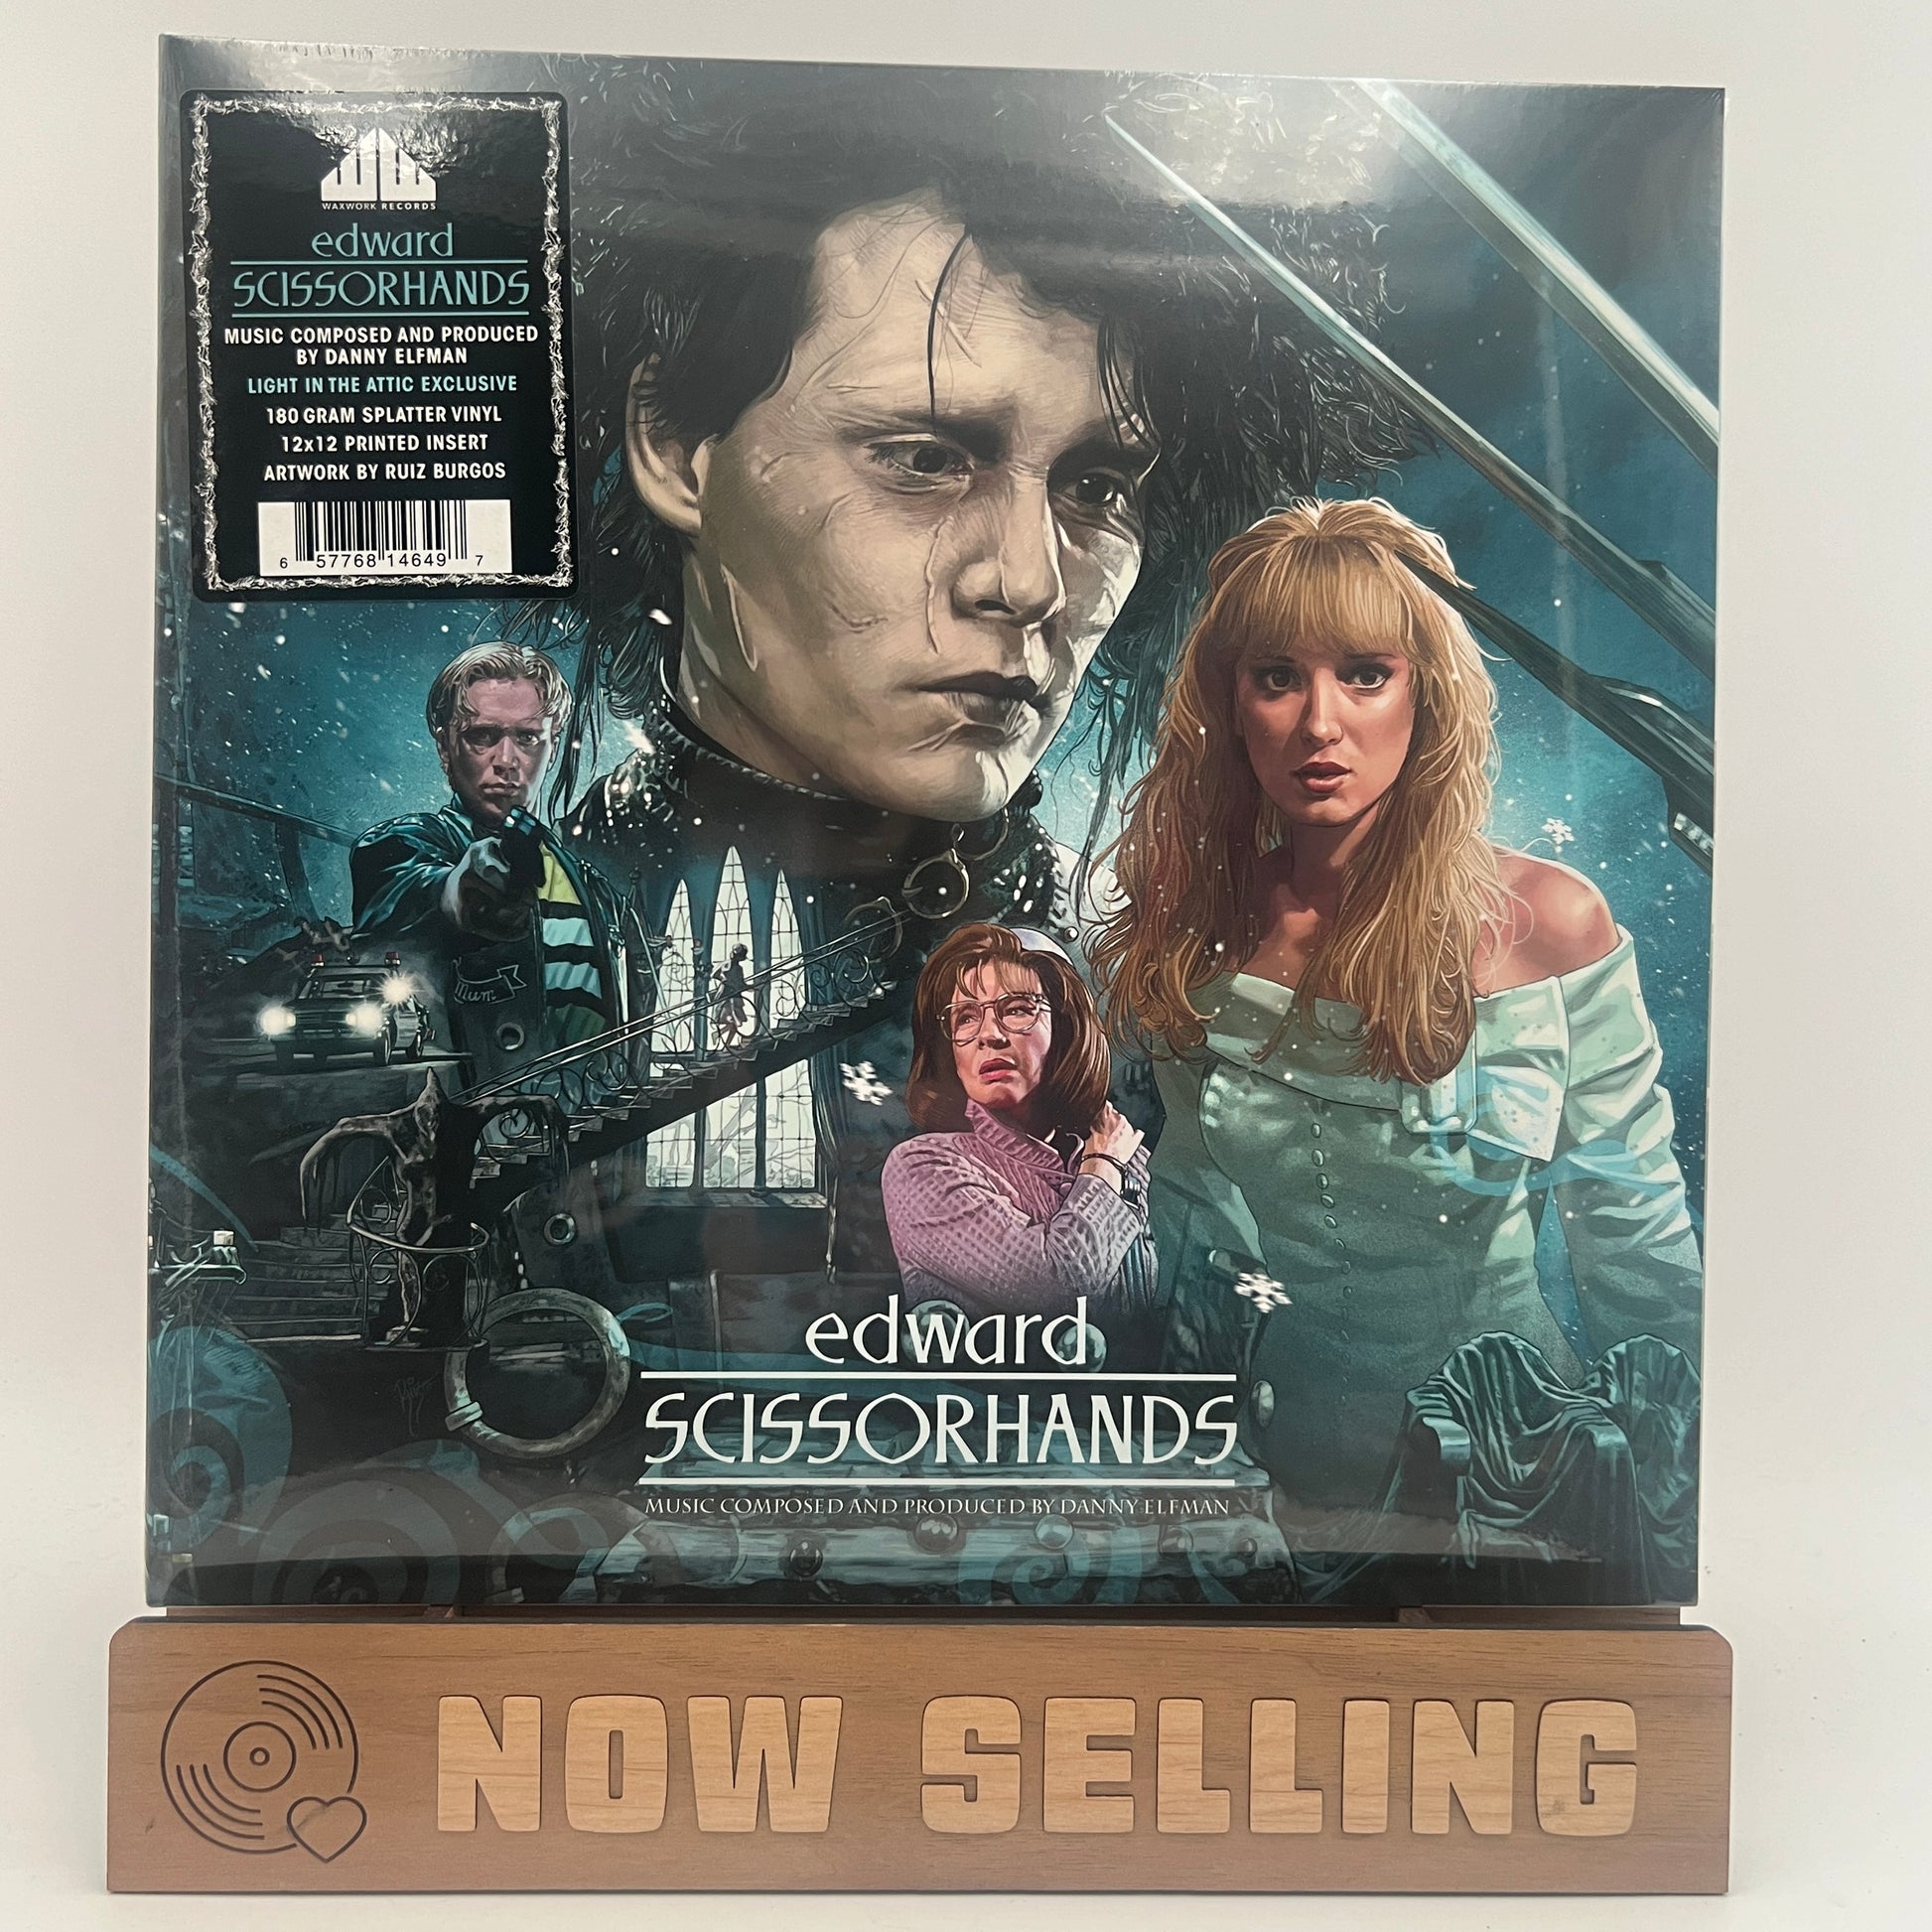 WAXWORK RECORDS
edward
SCISSORHANDS
MUSIC COMPOSED AND PRODUCED
BY DANNY ELFMAN
LIGHT IN THE ATTIC EXCLUSIVE
180 GRAM SPLATTER VINYL
12x12 PRINTED INSERT
ARTWORK BY RUIZ BURGOS
6 57768 14649 7
Mum
edward
SCISSORHANDS
MUSIC COMPOSED AND PRODUCED BY DANNY ELFMAN
NOW SELLING